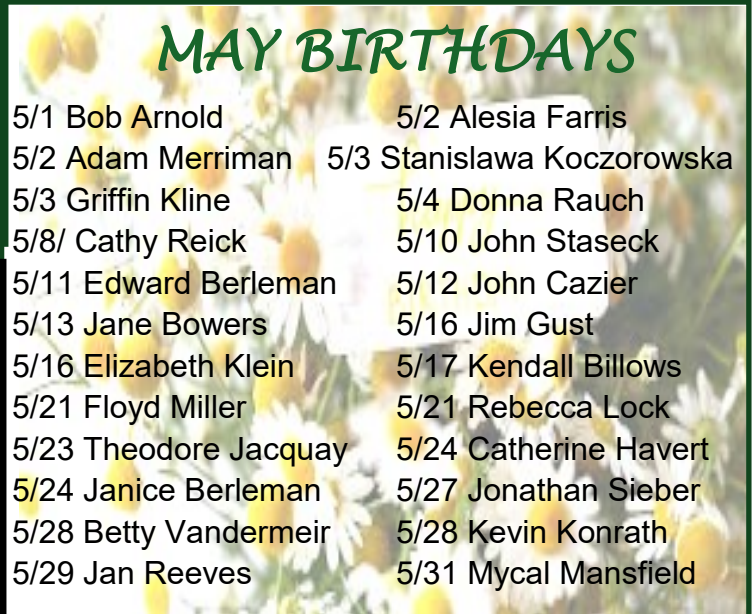 MAY BIRTHDAYS
5/1 Bob Arnold 5/2 Alesia Farris
5/2 Adam Merriman 5/3 Stanislawa Koczorowska
5/3 Griffin Kline 5/4 Donna Rauch
5/8/ Cathy Reick 5/10 John Staseck
5/11 Edward Berleman 5/12 John Cazier
5/13 Jane Bowers 5/16 Jim Gust
5/16 Elizabeth Klein 5/17 Kendall Billows
5/21 Floyd Miller 5/21 Rebecca Lock
5/23 Theodore Jacquay 5/24 Catherine Havert
5/24 Janice Berleman 5/27 Jonathan Sieber
5/28 Betty Vandermeir 5/28 Kevin Konrath
5/29 Jan Reeves 5/31 Mycal Mansfield